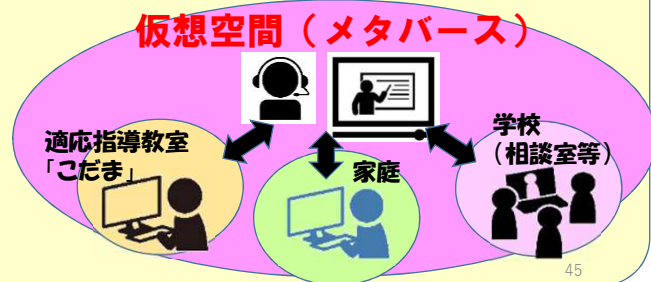 仮想空間(メタバース)
適応指導教室
「こだま」
家庭
学校
(相談室等)
45